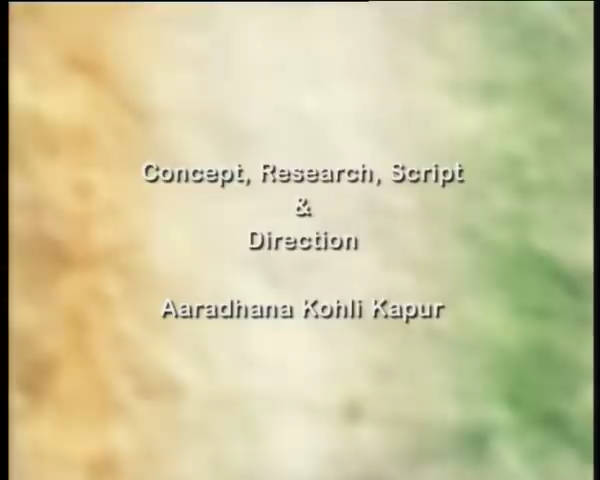 Concept, Research, Script
&
Direction
Aaradhana Kohli Kapur